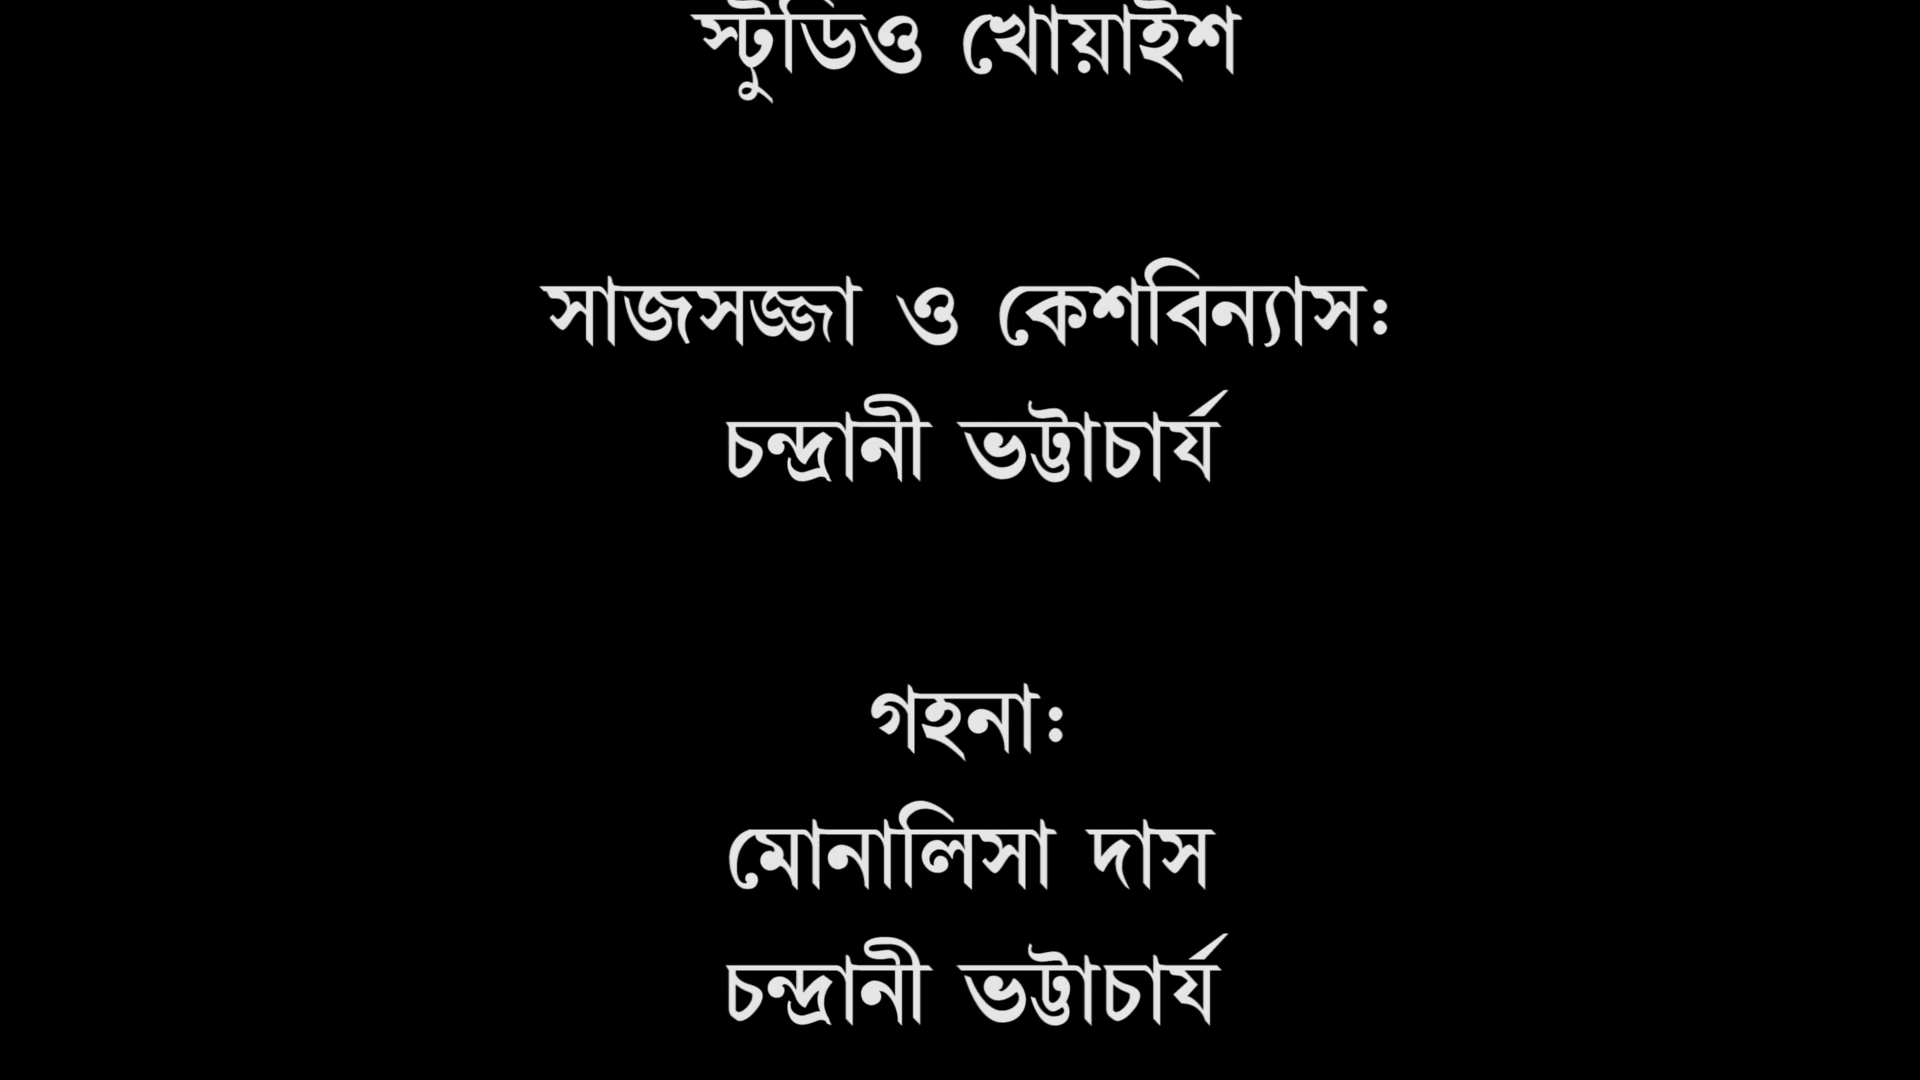 স্টুডিও খোয়াইশ
সাজসজ্জা ও কেশবিন্যাসঃ
চন্দ্রানী ভট্টাচার্য
গহনাঃ
মোনালিসা দাস
চন্দ্রানী ভট্টাচার্য